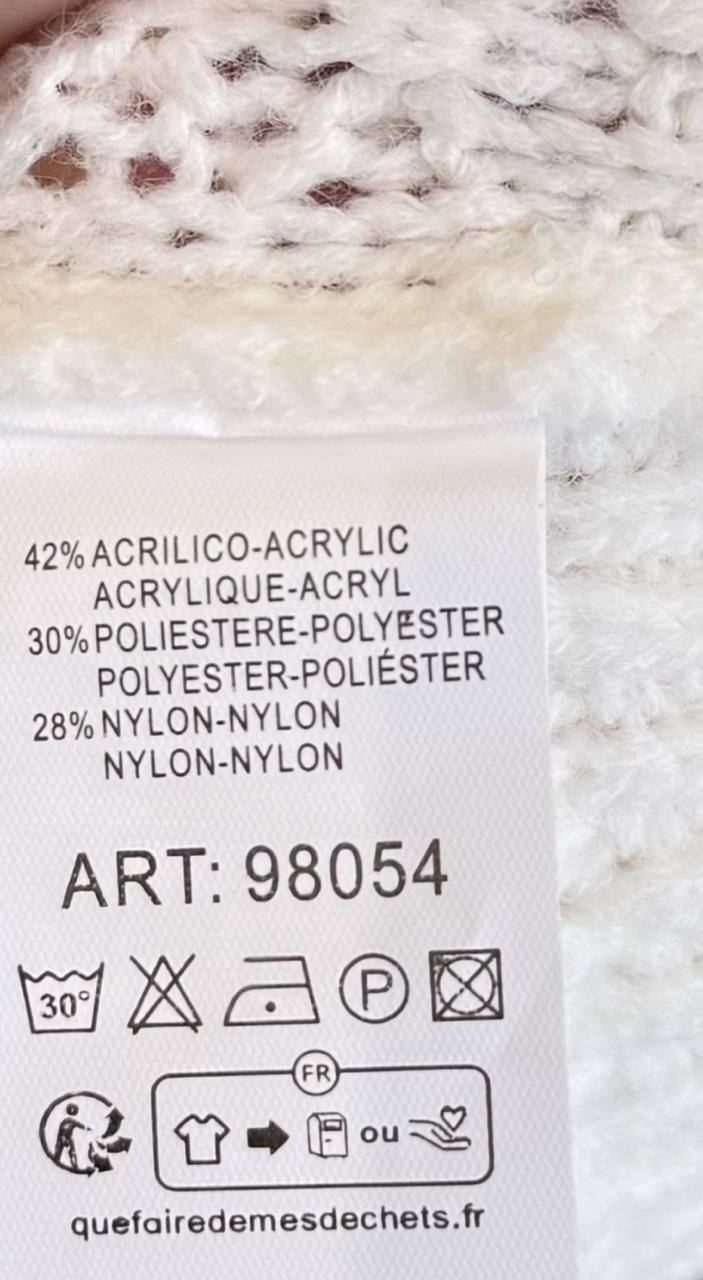 42% ACRILICO-ACRYLIC
ACRYLIQUE-ACRYL
30% POLIESTERE-POLYESTER
POLYESTER-POLIÉSTER
28% NYLON-NYLON
NYLON-NYLON
ART: 98054
30° P
FR
ou
quefairedemesdechets.fr